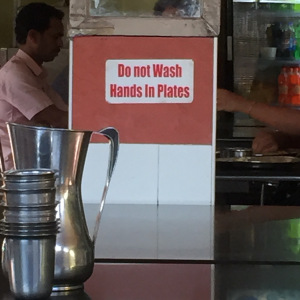 Do not Wash
Hands In Plates